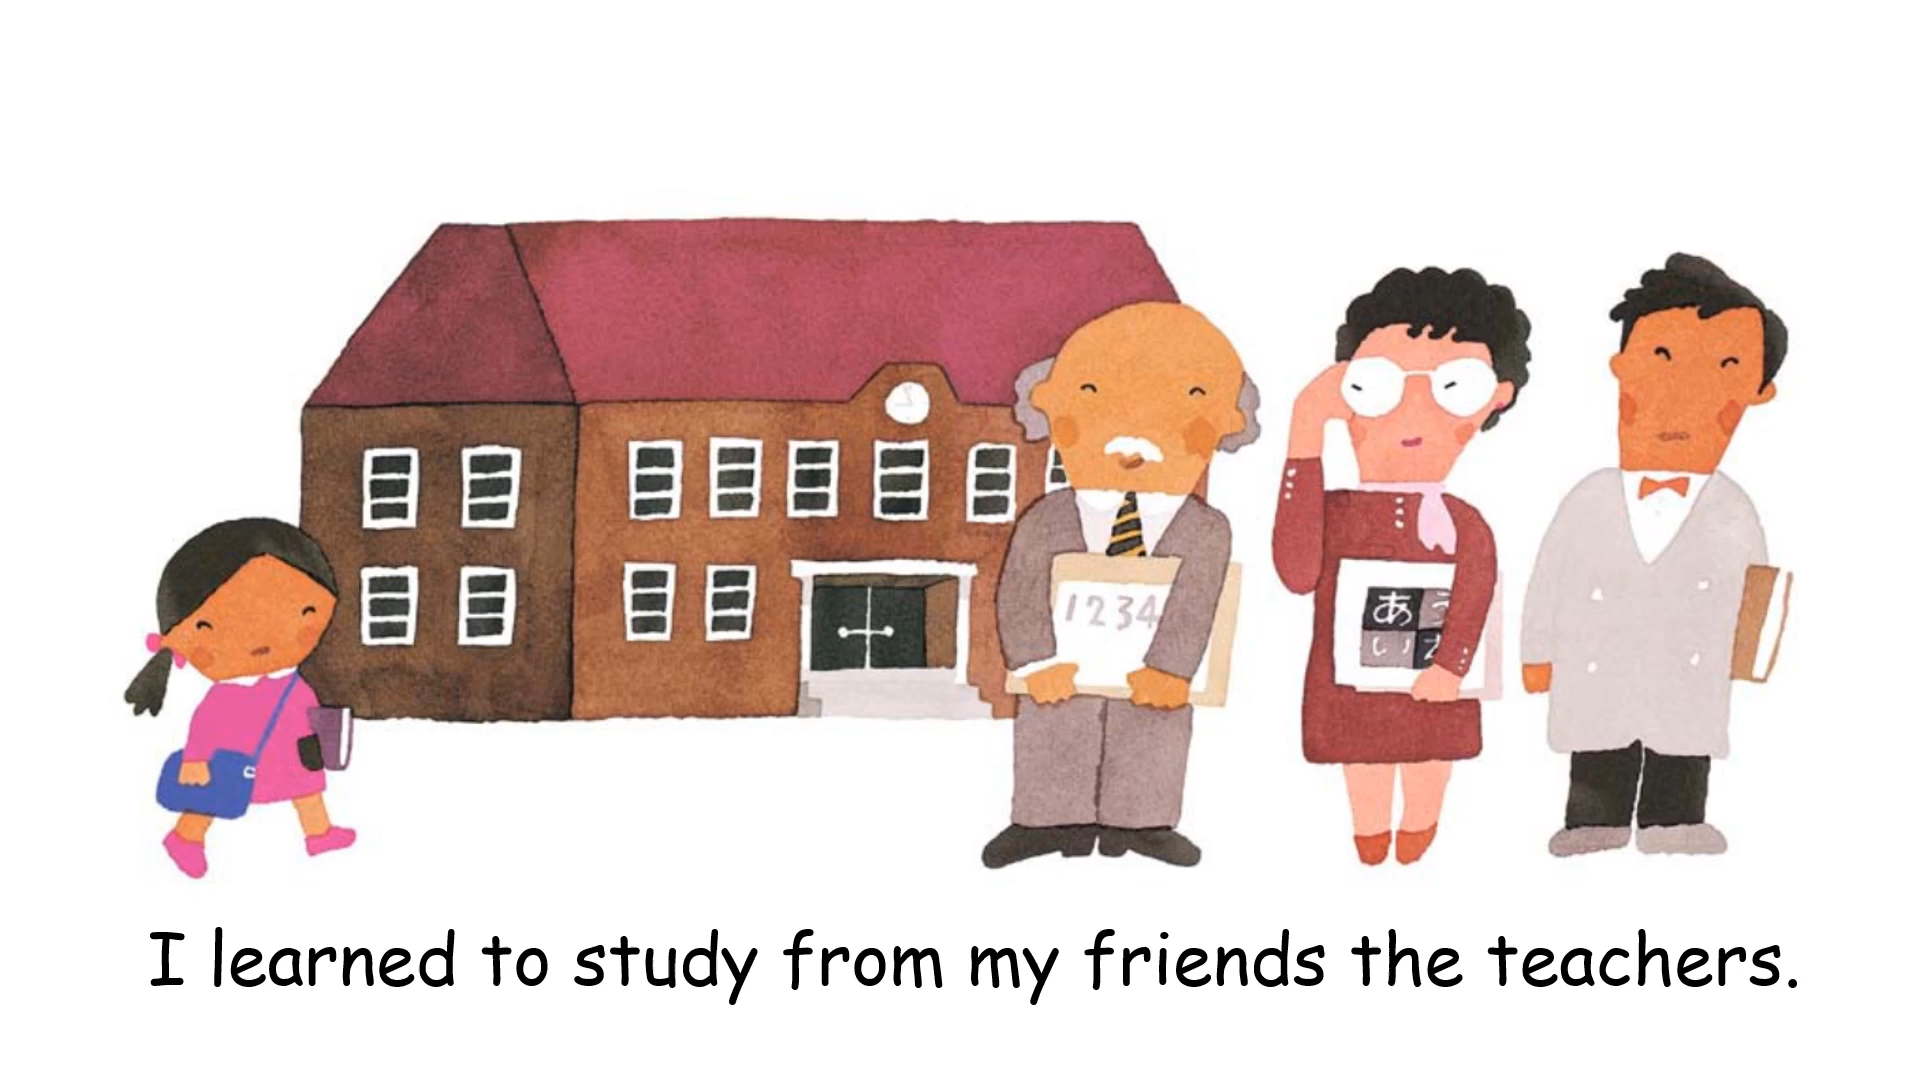 1234
あ
い
I learned to study from my friends the teachers.